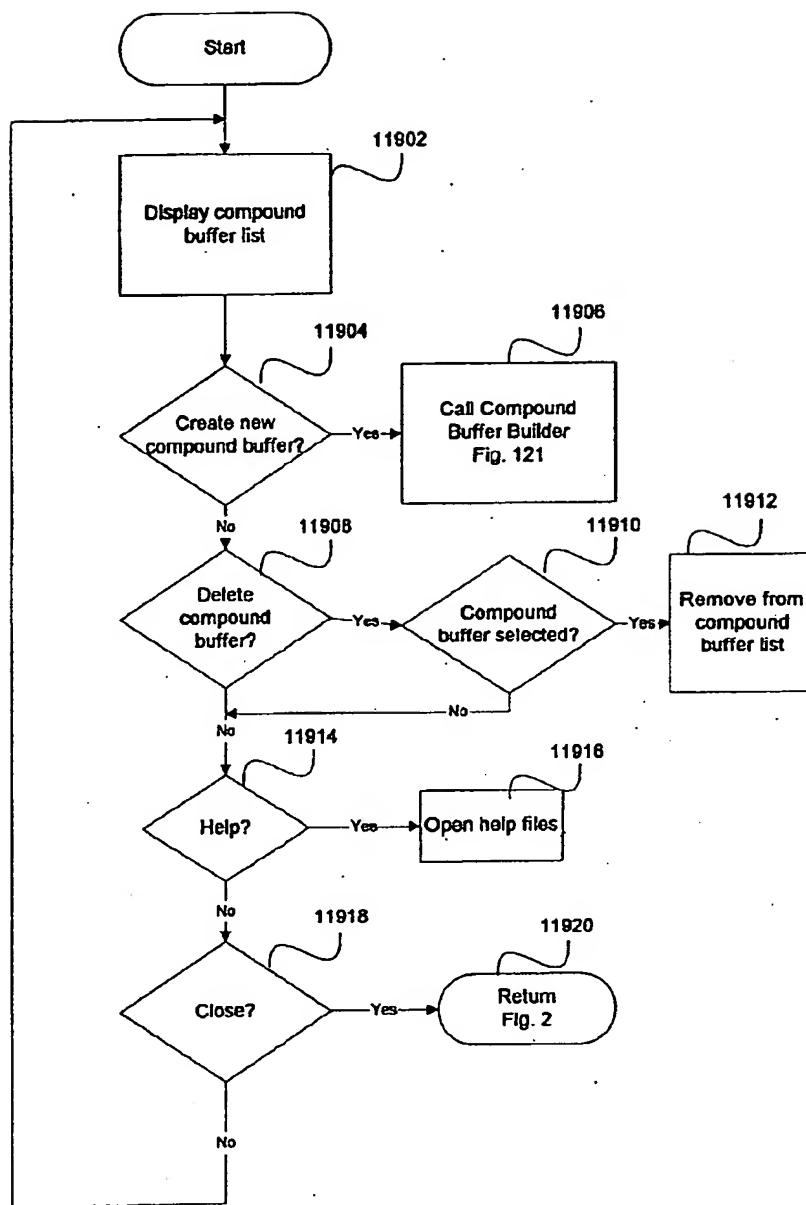 Start
11902
Display compound
buffer list
11904
11906
Create new
compound buffer?
Yes
Call Compound
Buffer Builder
Fig. 121
No
11908
11910
11912
Delete
compound
buffer?
Yes
Compound
buffer selected?
Yes
Remove from
compound
buffer list
No
No
11914
11916
Help?
Yes
Open help files
No
11918
11920
Close?
Yes
Return
Fig. 2
No